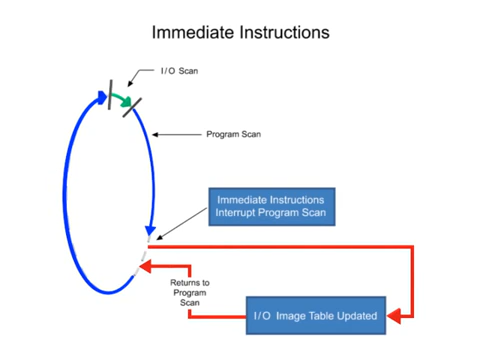 Immediate Instructions
I/O Scan
Program Scan
Immediate Instructions
Interrupt Program Scan
Returns to
Program
Scan
I/O Image Table Updated